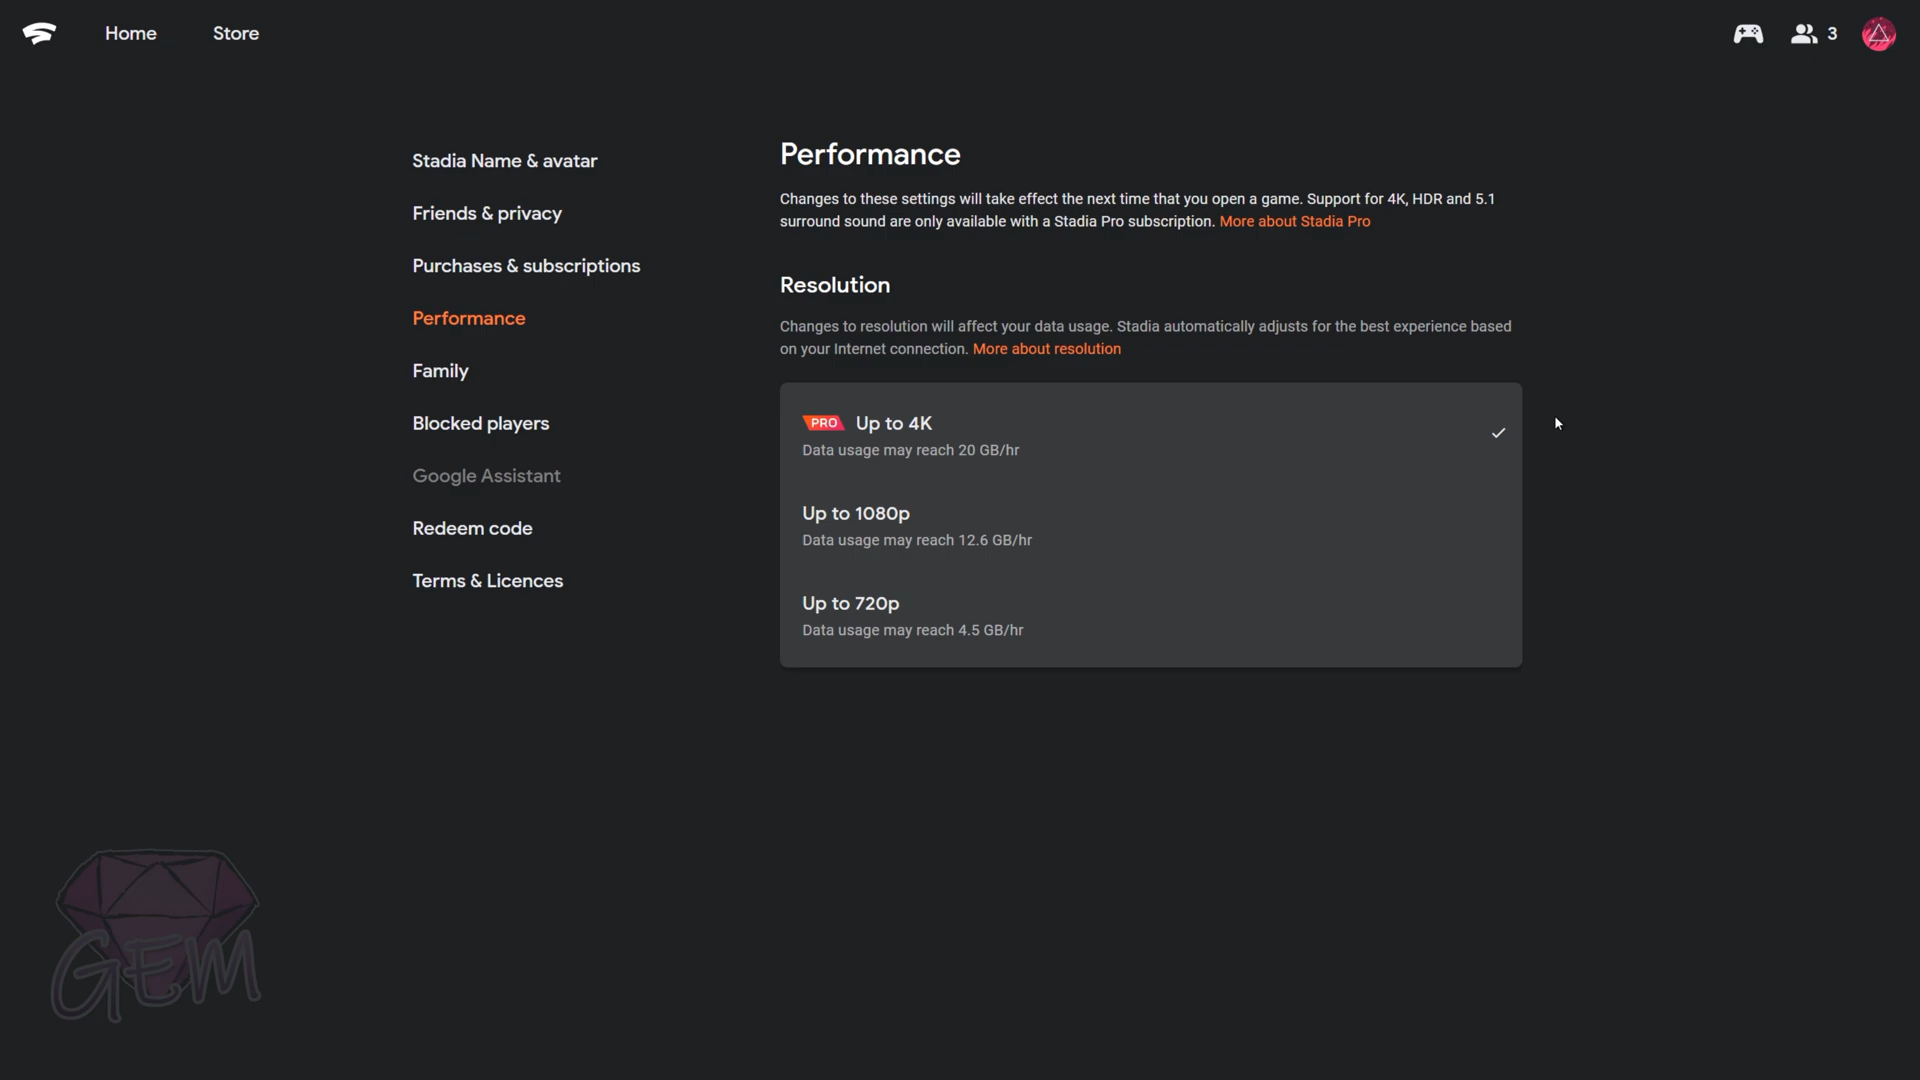 Home
Store
3
Stadia Name & avatar
Friends & privacy
Purchases & subscriptions
Performance
Family
Blocked players
Google Assistant
Redeem code
Terms & Licences
Performance
Changes to these settings will take effect the next time that you open a game. Support for 4K, HDR and 5.1
surround sound are only available with a Stadia Pro subscription. More about Stadia Pro
Resolution
Changes to resolution will affect your data usage. Stadia automatically adjusts for the best experience based
on your Internet connection. More about resolution
PRO Up to 4K
Data usage may reach 20 GB/hr
Up to 1080p
Data usage may reach 12.6 GB/hr
Up to 720p
Data usage may reach 4.5 GB/hr
GEM